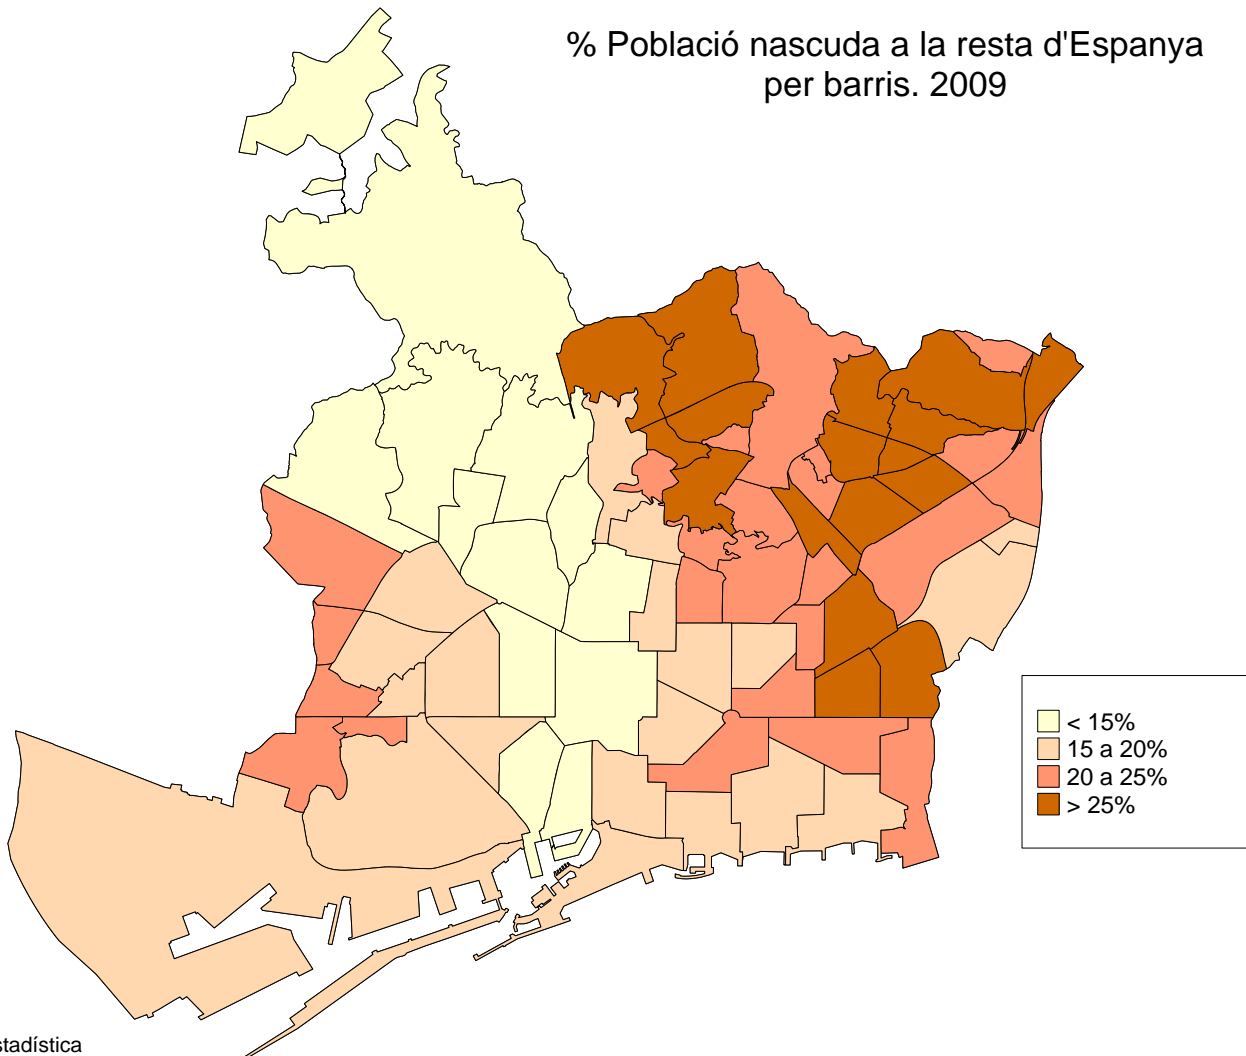 % Població nascuda a la resta d'Espanya
per barris. 2009
< 15%
15 a 20%
20 a 25%
> 25%
stadística